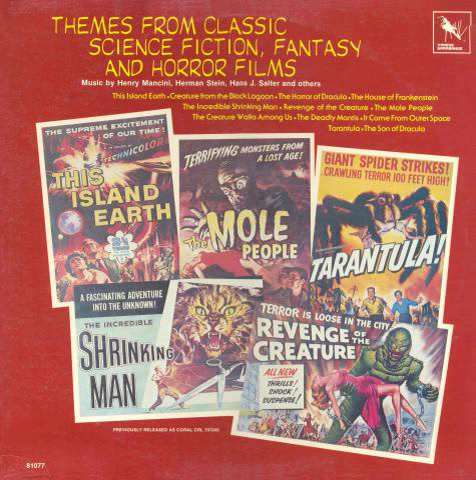 THEMES FROM CLASSIC
SCIENCE FICTION, FANTASY
AND HORROR FILMS
VARESE SARABANDE
Music by Henry Mancini, Herman Stein, Hans J. Salter and others
This Island Earth • Creature from the Black Lagoon • The Horror of Dracula • The House of Frankenstein
The Incredible Shrinking Man • Revenge of the Creature • The Mole People
The Creature Walks Among Us • The Deadly Mantis • It Came From Outer Space
Tarantula • The Son of Dracula
THE SUPREME EXCITEMENT
OF OUR TIME!
TECHNICOLOR
THIS
ISLAND
EARTH
TERRIFYING MONSTERS FROM
A LOST AGE!
The MOLE
PEOPLE
GIANT SPIDER STRIKES!
CRAWLING TERROR 100 FEET HIGH!
TARANTULA!
A FASCINATING ADVENTURE
INTO THE UNKNOWN!
THE INCREDIBLE
SHRINKING
MAN
TERROR IS LOOSE IN THE CITY
REVENGE OF THE
CREATURE
ALL NEW
THRILLS!
SHOCK!
SUSPENSE!
PREVIOUSLY RELEASED AS CORAL CRL 757240
81077